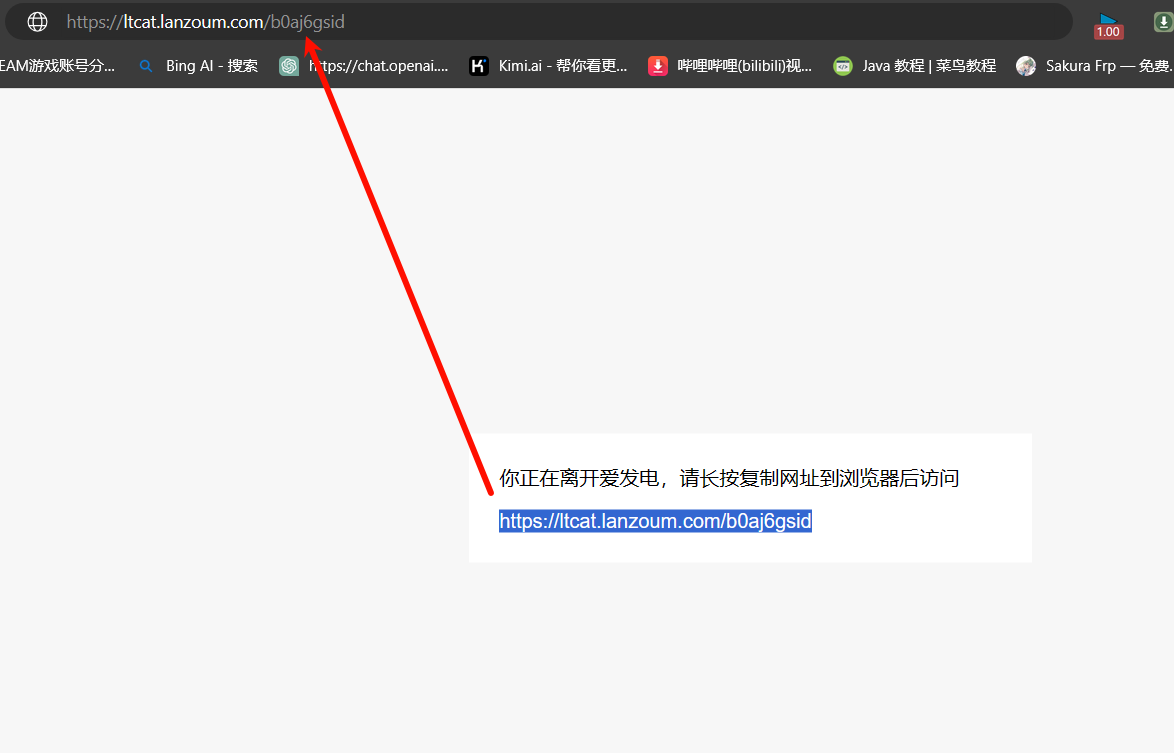 https://ltcat.lanzoum.com/b0aj6gsid
1.00
EAM游戏账号分... Bing AI - 搜索 https://chat.openai.... Kimi.ai - 帮你看更... 哔哩哔哩(bilibili)视... Java 教程 | 菜鸟教程 Sakura Frp — 免费.
你正在离开爱发电，请长按复制网址到浏览器后访问
https://ltcat.lanzoum.com/b0aj6gsid